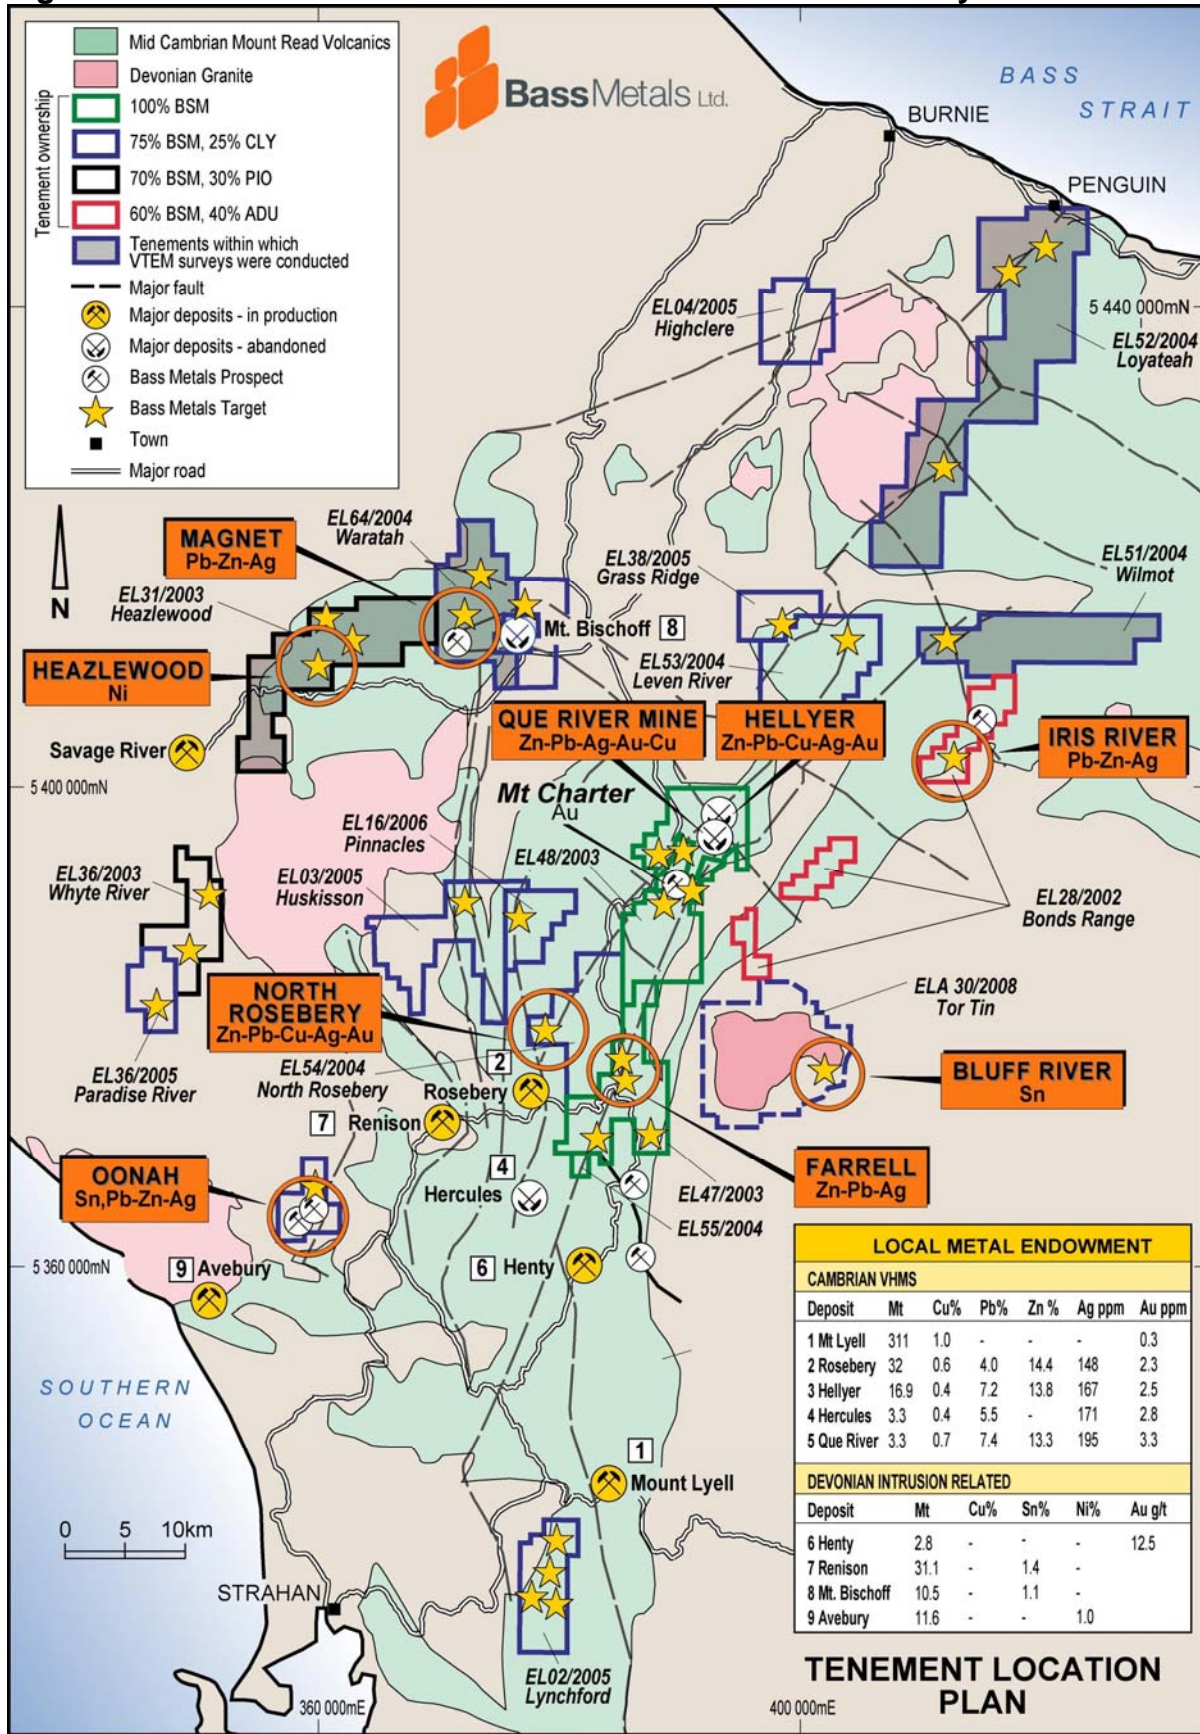 Mid Cambrian Mount Read Volcanics
Devonian Granite
Tenement ownership
100% BSM
75% BSM, 25% CLY
70% BSM, 30% PIO
60% BSM, 40% ADU
Tenements within which
VTEM surveys were conducted
Major fault
Major deposits - in production
Major deposits - abandoned
Bass Metals Prospect
Bass Metals Target
Town
Major road
BassMetals Ltd.
BASS
STRAIT
BURNIE
PENGUIN
5 440 000mN
EL04/2005
Highclere
EL52/2004
Loyateah
N
MAGNET
Pb-Zn-Ag
EL64/2004
Waratah
EL31/2003
Heazlewood
EL38/2005
Grass Ridge
EL51/2004
Wilmot
Mt. Bischoff 8
HEAZLEWOOD
Ni
EL53/2004
Leven River
QUE RIVER MINE
Zn-Pb-Ag-Au-Cu
HELLYER
Zn-Pb-Cu-Ag-Au
IRIS RIVER
Pb-Zn-Ag
Savage River
5 400 000mN
Mt Charter
Au
EL16/2006
Pinnacles
EL48/2003
EL36/2003
Whyte River
EL03/2005
Huskisson
EL28/2002
Bonds Range
NORTH
ROSEBERY
Zn-Pb-Cu-Ag-Au
ELA 30/2008
Tor Tin
EL36/2005
Paradise River
EL54/2004
North Rosebery
2
Rosebery
BLUFF RIVER
Sn
7 Renison
OONAH
Sn,Pb-Zn-Ag
4
Hercules
FARRELL
Zn-Pb-Ag
EL47/2003
EL55/2004
5 360 000mN
9 Avebury
6 Henty
LOCAL METAL ENDOWMENT
CAMBRIAN VHMS
Deposit Mt Cu% Pb% Zn % Ag ppm Au ppm
1 Mt Lyell 311 1.0 - - - 0.3
2 Rosebery 32 0.6 4.0 14.4 148 2.3
3 Hellyer 16.9 0.4 7.2 13.8 167 2.5
4 Hercules 3.3 0.4 5.5 - 171 2.8
5 Que River 3.3 0.7 7.4 13.3 195 3.3
DEVONIAN INTRUSION RELATED
Deposit Mt Cu% Sn% Ni% Au g/t
6 Henty 2.8 - - - 12.5
7 Renison 31.1 - 1.4 -
8 Mt. Bischoff 10.5 - 1.1 -
9 Avebury 11.6 - - 1.0
SOUTHERN
OCEAN
1
Mount Lyell
0 5 10km
STRAHAN
EL02/2005
Lynchford
360 000mE
400 000mE
TENEMENT LOCATION
PLAN